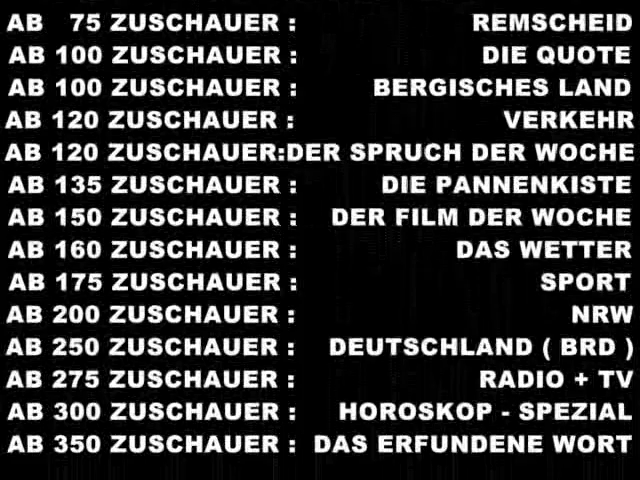 AB 75 ZUSCHAUER : REMSCHEID
AB 100 ZUSCHAUER : DIE QUOTE
AB 100 ZUSCHAUER : BERGISCHES LAND
AB 120 ZUSCHAUER : VERKEHR
AB 120 ZUSCHAUER:DER SPRUCH DER WOCHE
AB 135 ZUSCHAUER : DIE PANNENKISTE
AB 150 ZUSCHAUER : DER FILM DER WOCHE
AB 160 ZUSCHAUER : DAS WETTER
AB 175 ZUSCHAUER : SPORT
AB 200 ZUSCHAUER : NRW
AB 250 ZUSCHAUER : DEUTSCHLAND ( BRD )
AB 275 ZUSCHAUER : RADIO + TV
AB 300 ZUSCHAUER : HOROSKOP - SPEZIAL
AB 350 ZUSCHAUER : DAS ERFUNDENE WORT